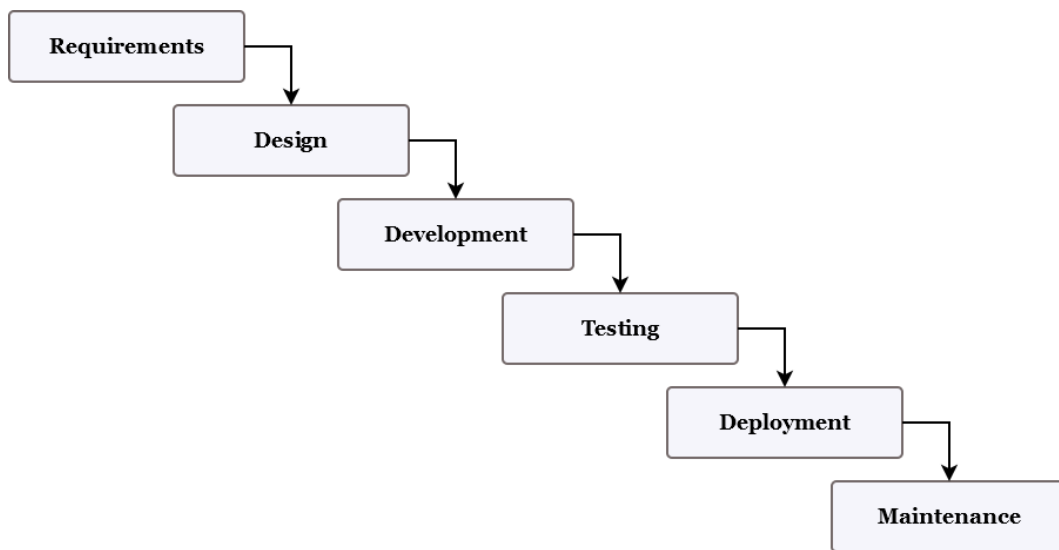 Requirements
Design
Development
Testing
Deployment
Maintenance